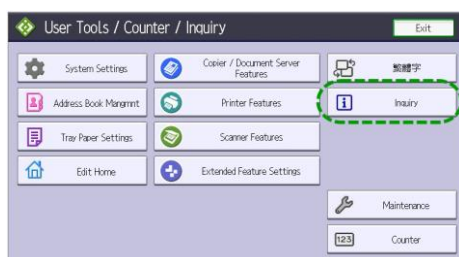 User Tools / Counter / Inquiry
Exit
System Settings
Copier / Document Server
Features
繁體字
Address Book Mangmnt
Printer Features
Inquiry
Tray Paper Settings
Scanner Features
Edit Home
Extended Feature Settings
Maintenance
123
Counter